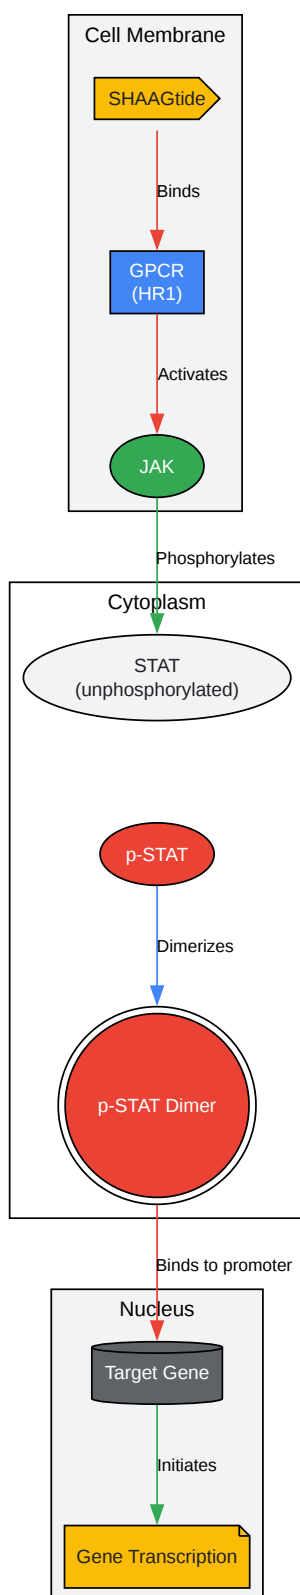 Cell Membrane
SHAAGtide
Binds
GPCR
(HR1)
Activates
JAK
Phosphorylates
Cytoplasm
STAT
(unphosphorylated)
p-STAT
Dimerizes
p-STAT Dimer
Binds to promoter
Nucleus
Target Gene
Initiates
Gene Transcription